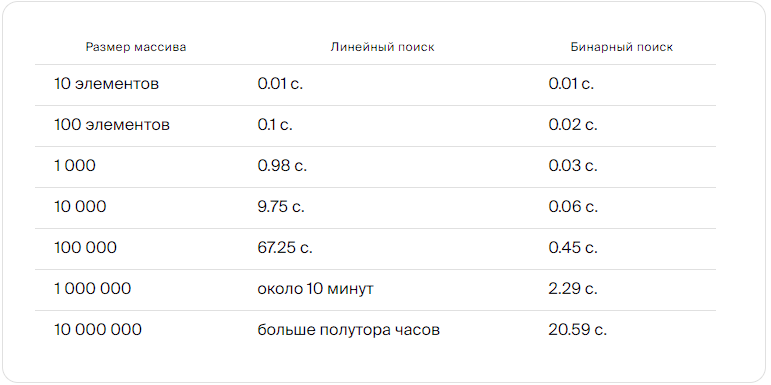 Размер массива Линейный поиск Бинарный поиск
10 элементов 0.01 с. 0.01 с.
100 элементов 0.1 с. 0.02 с.
1 000 0.98 с. 0.03 с.
10 000 9.75 с. 0.06 с.
100 000 67.25 с. 0.45 с.
1 000 000 около 10 минут 2.29 с.
10 000 000 больше полутора часов 20.59 с.